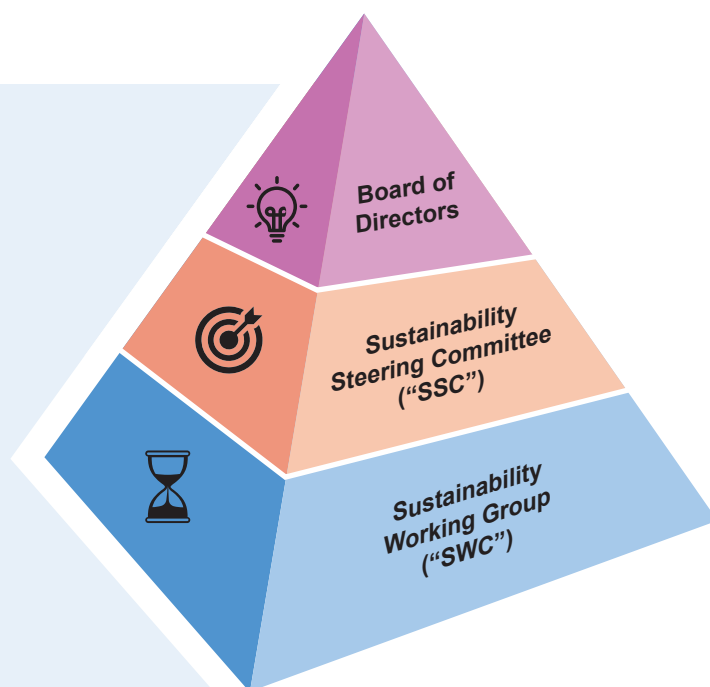 Board of
Directors
Sustainability
Steering Committee
(“SSC”)
Sustainability
Working Group
(“SWC”)